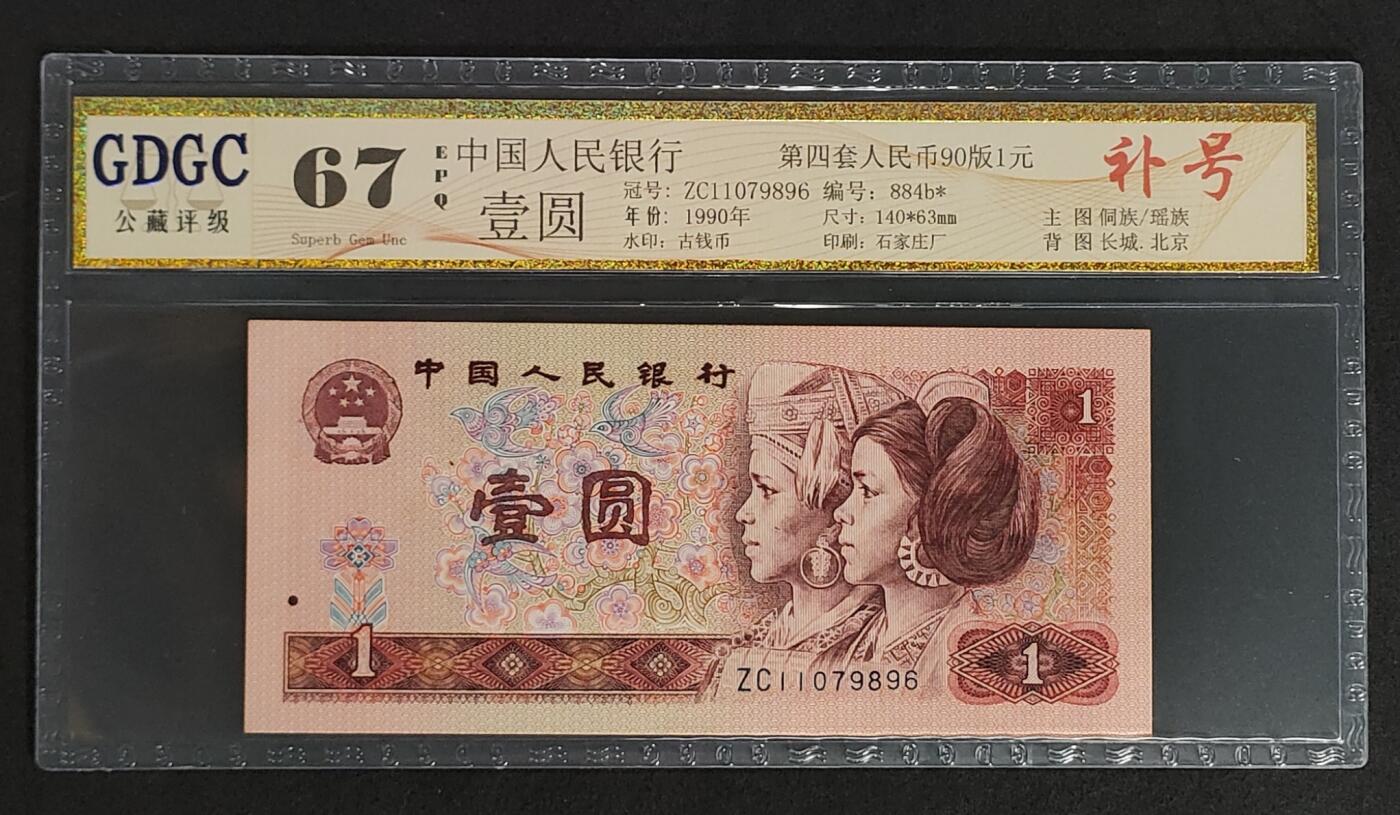 GDGC
公藏评级
67
EPQ
Superb Gem Unc
中国人民银行
壹圆
第四套人民币90版1元
冠号: ZC11079896 编号: 884b*
年份: 1990年 尺寸: 140*63mm
水印: 古钱币 印刷: 石家庄厂
补号
主 图 侗族/瑶族
背 图 长城.北京
中国人民银行
1
壹圆
1
ZC11079896
1